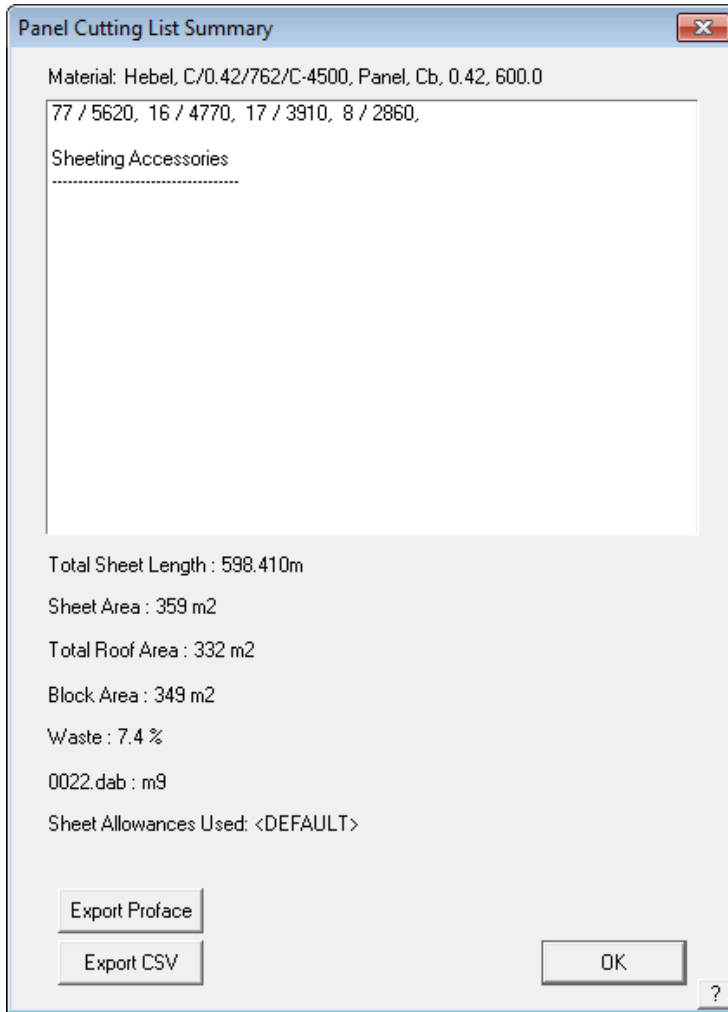 Panel Cutting List Summary
Material: Hebel, C/0.42/762/C-4500, Panel, Cb, 0.42, 600.0
77 / 5620,  16 / 4770,  17 / 3910,  8 / 2860,
Sheeting Accessories
------------------------------------
Total Sheet Length : 598.410m
Sheet Area : 359 m2
Total Roof Area : 332 m2
Block Area : 349 m2
Waste : 7.4 %
0022.dab : m9
Sheet Allowances Used: <DEFAULT>
Export Proface
Export CSV
OK
?